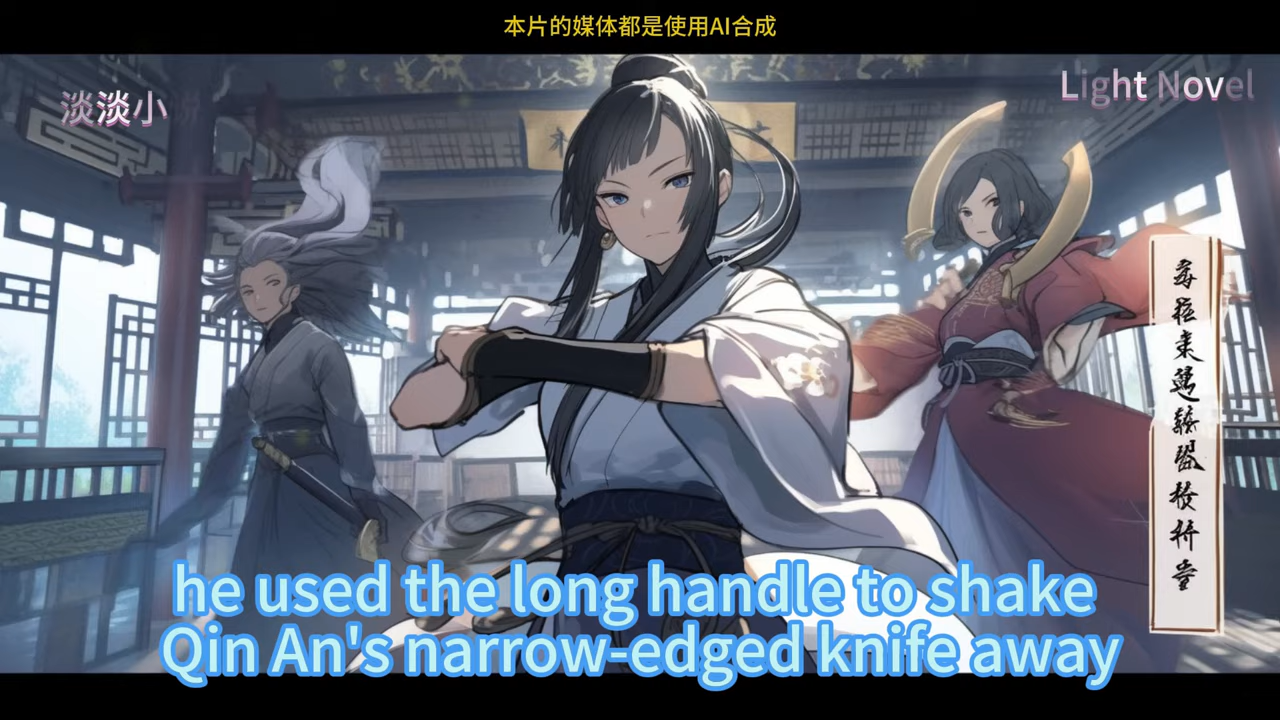 本片的媒体都是使用AI合成
淡淡小
Light Novel
he used the long handle to shake
Qin An's narrow-edged knife away